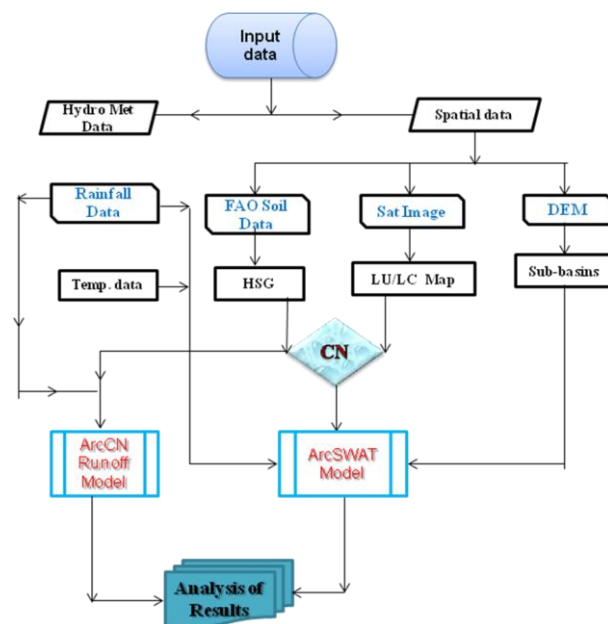 Input
data
Hydro Met
Data
Spatial data
Rainfall
Data
FAO Soil
Data
Sat Image
DEM
Temp. data
HSG
LU/LC Map
Sub-basins
CN
ArcCN
Runoff
Model
ArcSWAT
Model
Analysis of
Results